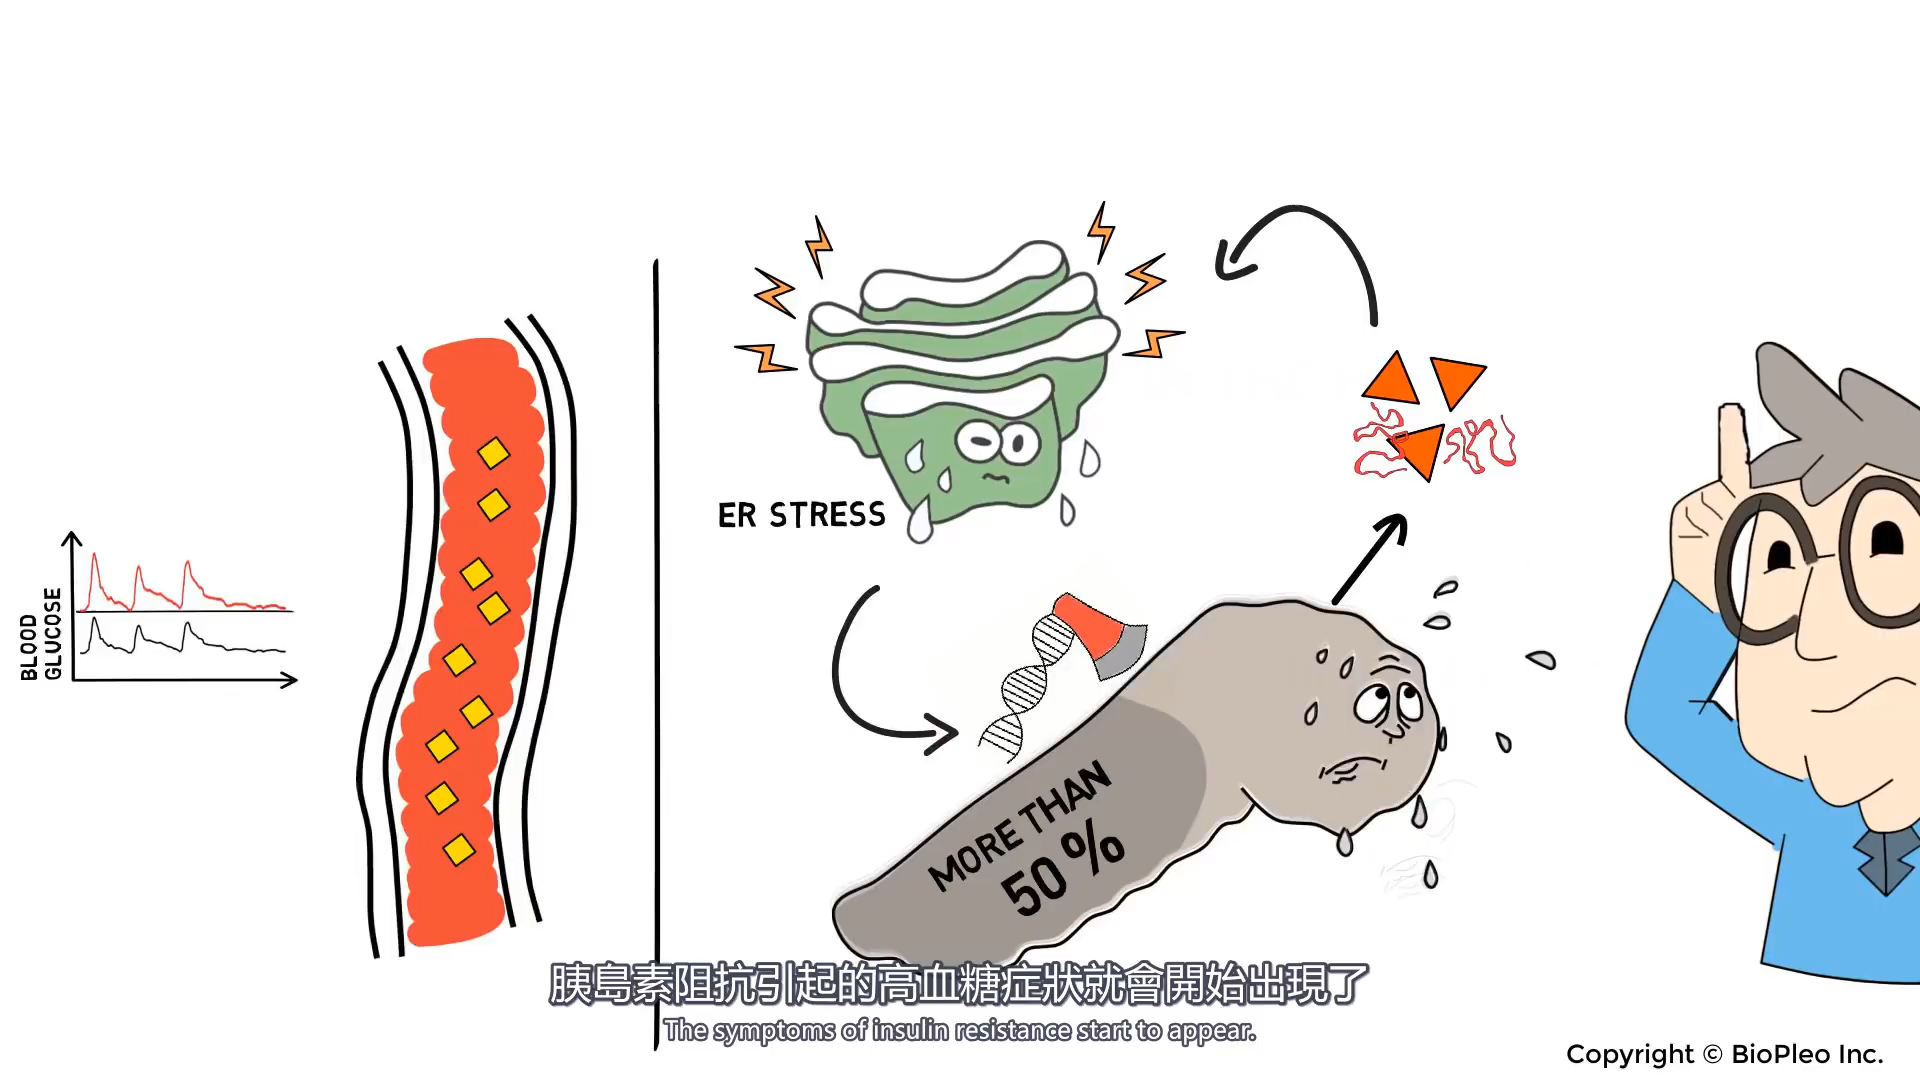 BLOOD
GLUCOSE
ER STRESS
MORE THAN
50 %
胰島素阻抗引起的高血糖症狀就會開始出現了
The symptoms of insulin resistance start to appear.
Copyright © BioPleo Inc.